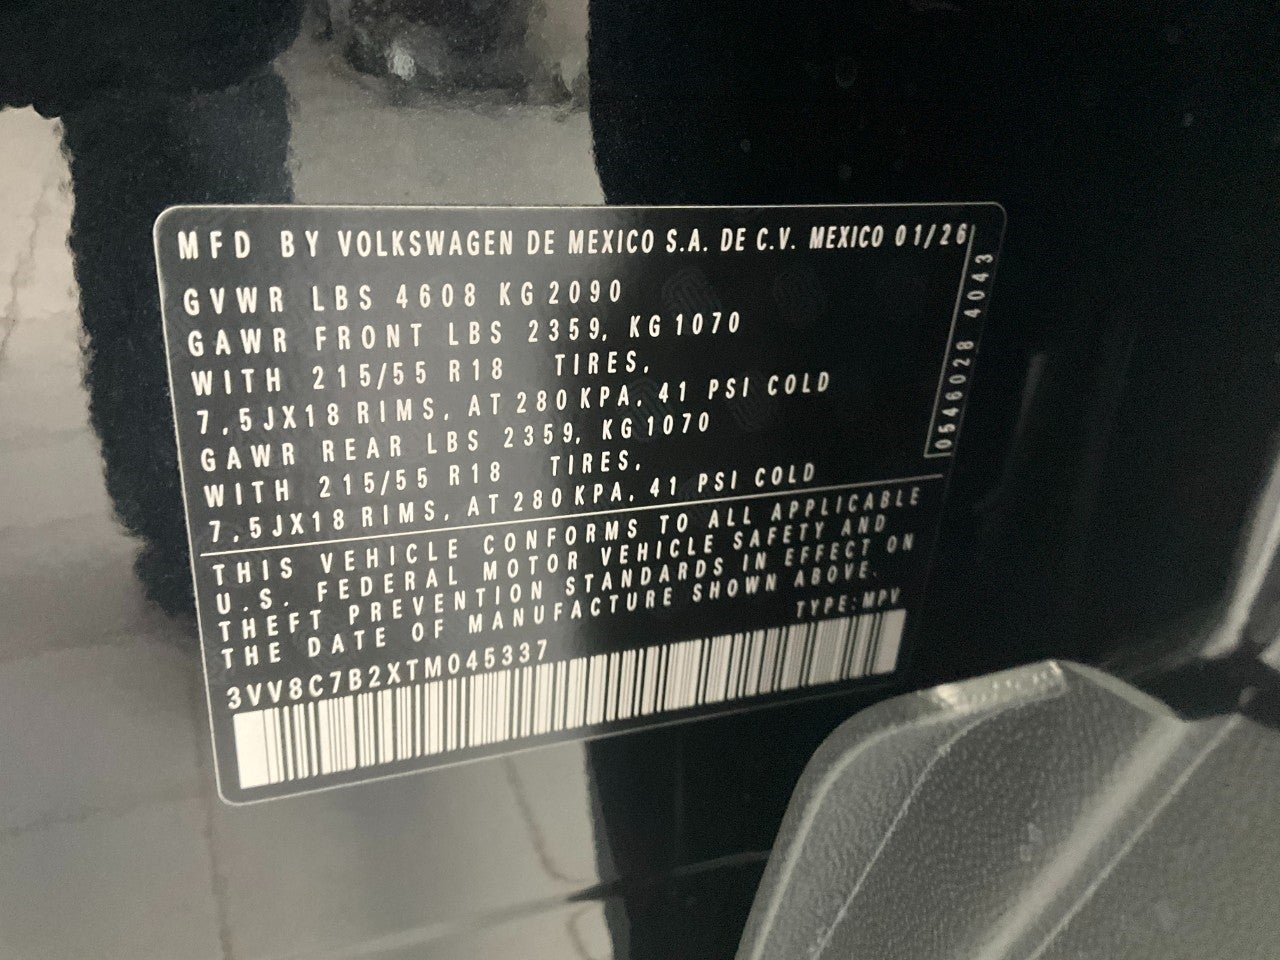 MFD BY VOLKSWAGEN DE MEXICO S.A. DE C.V. MEXICO 01/26
GVWR LBS 4608 KG 2090
GAWR FRONT LBS 2359, KG 1070
WITH 215/55 R18 TIRES,
7,5JX18 RIMS, AT 280 KPA, 41 PSI COLD
GAWR REAR LBS 2359, KG 1070
WITH 215/55 R18 TIRES,
7,5JX18 RIMS, AT 280 KPA, 41 PSI COLD
THIS VEHICLE CONFORMS TO ALL APPLICABLE
U.S. FEDERAL MOTOR VEHICLE SAFETY AND
THEFT PREVENTION STANDARDS IN EFFECT ON
THE DATE OF MANUFACTURE SHOWN ABOVE.
TYPE: MPV
3VV8C7B2XTM045337
0546028 4043